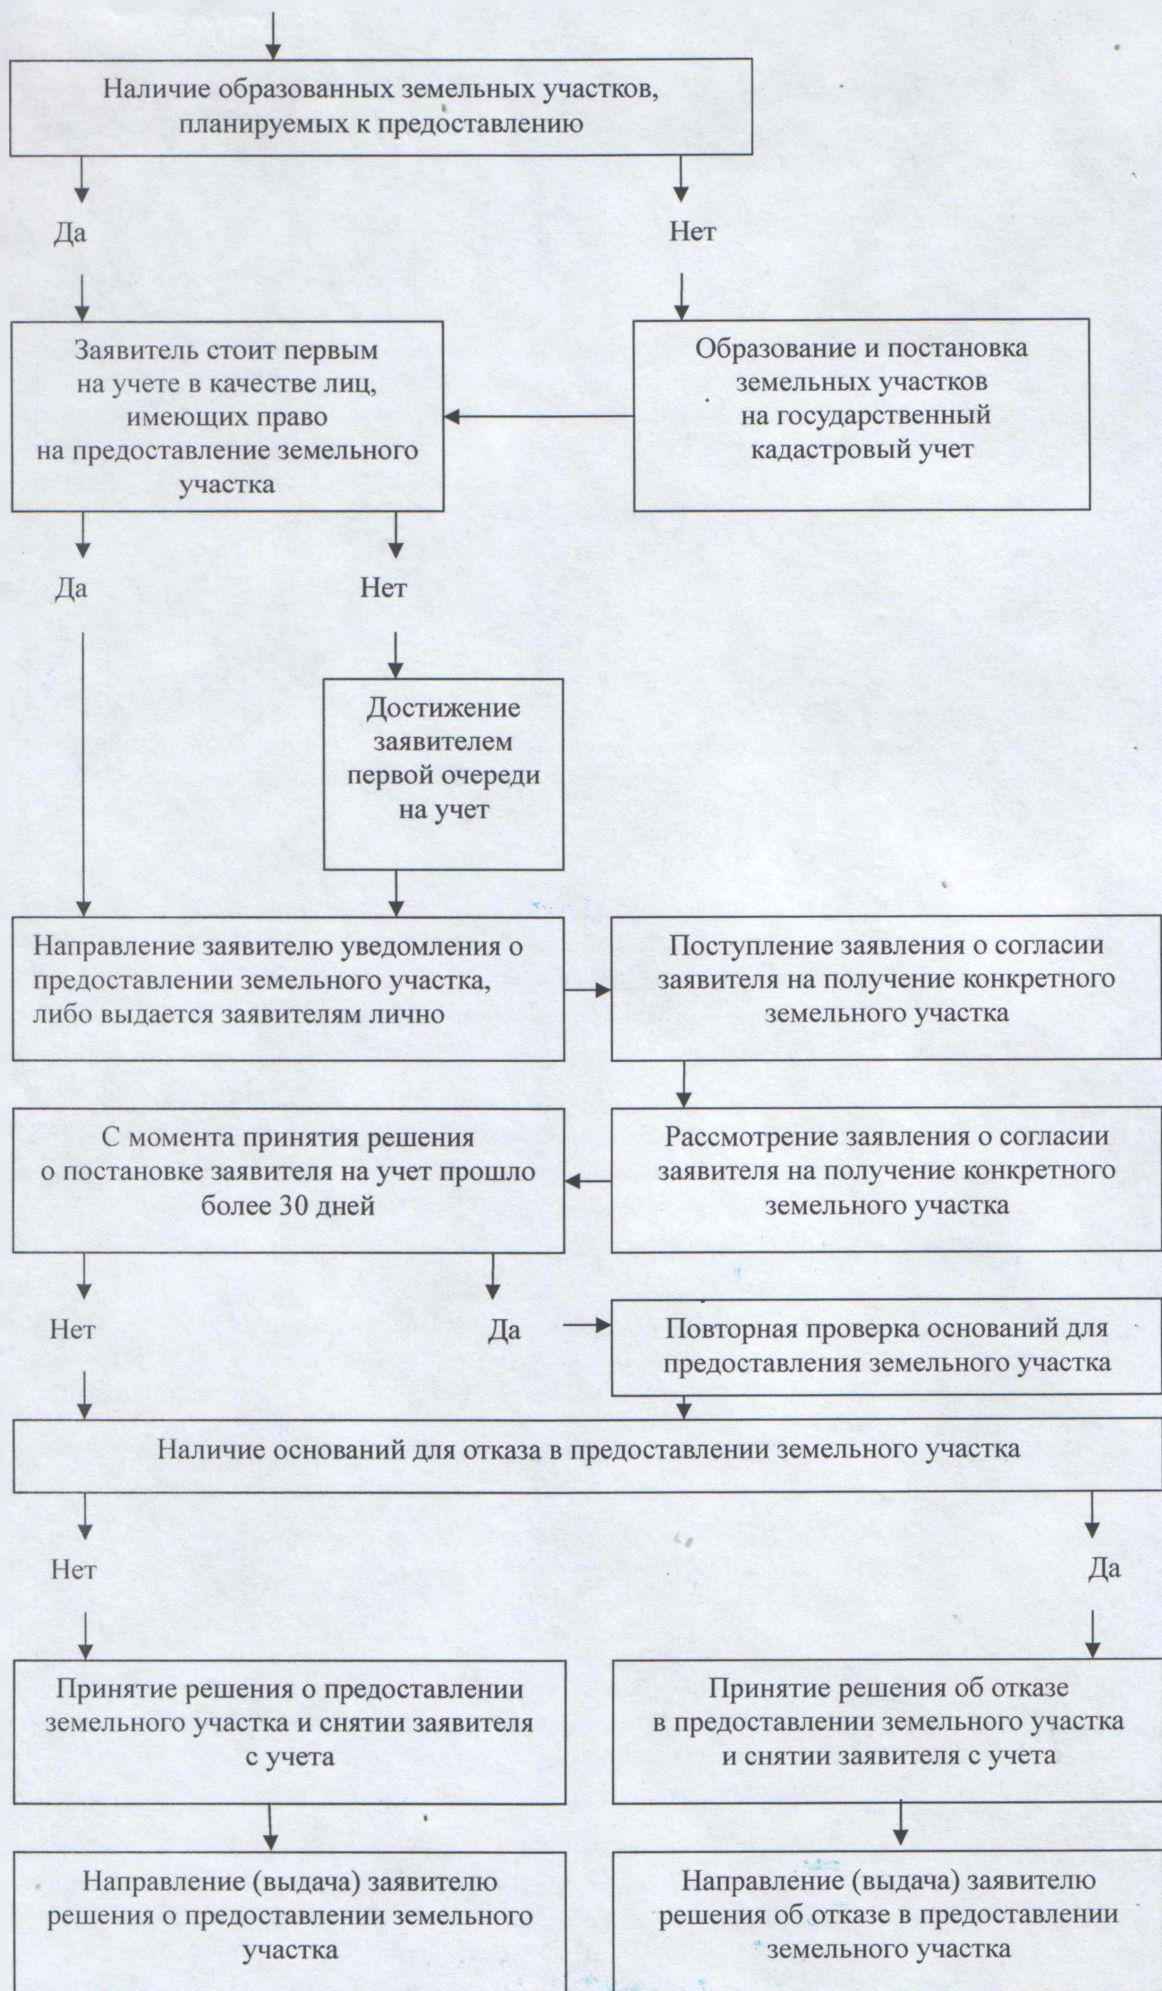 Наличие образованных земельных участков,
планируемых к предоставлению
Да
Нет
Заявитель стоит первым
на учете в качестве лиц,
имеющих право
на предоставление земельного
участка
Образование и постановка
земельных участков
на государственный
кадастровый учет
Да
Нет
Достижение
заявителем
первой очереди
на учет
Направление заявителю уведомления о
предоставлении земельного участка,
либо выдается заявителям лично
Поступление заявления о согласии
заявителя на получение конкретного
земельного участка
С момента принятия решения
о постановке заявителя на учет прошло
более 30 дней
Рассмотрение заявления о согласии
заявителя на получение конкретного
земельного участка
Нет
Да
Повторная проверка оснований для
предоставления земельного участка
Наличие оснований для отказа в предоставлении земельного участка
Нет
Да
Принятие решения о предоставлении
земельного участка и снятии заявителя
с учета
Принятие решения об отказе
в предоставлении земельного участка
и снятии заявителя с учета
Направление (выдача) заявителю
решения о предоставлении земельного
участка
Направление (выдача) заявителю
решения об отказе в предоставлении
земельного участка